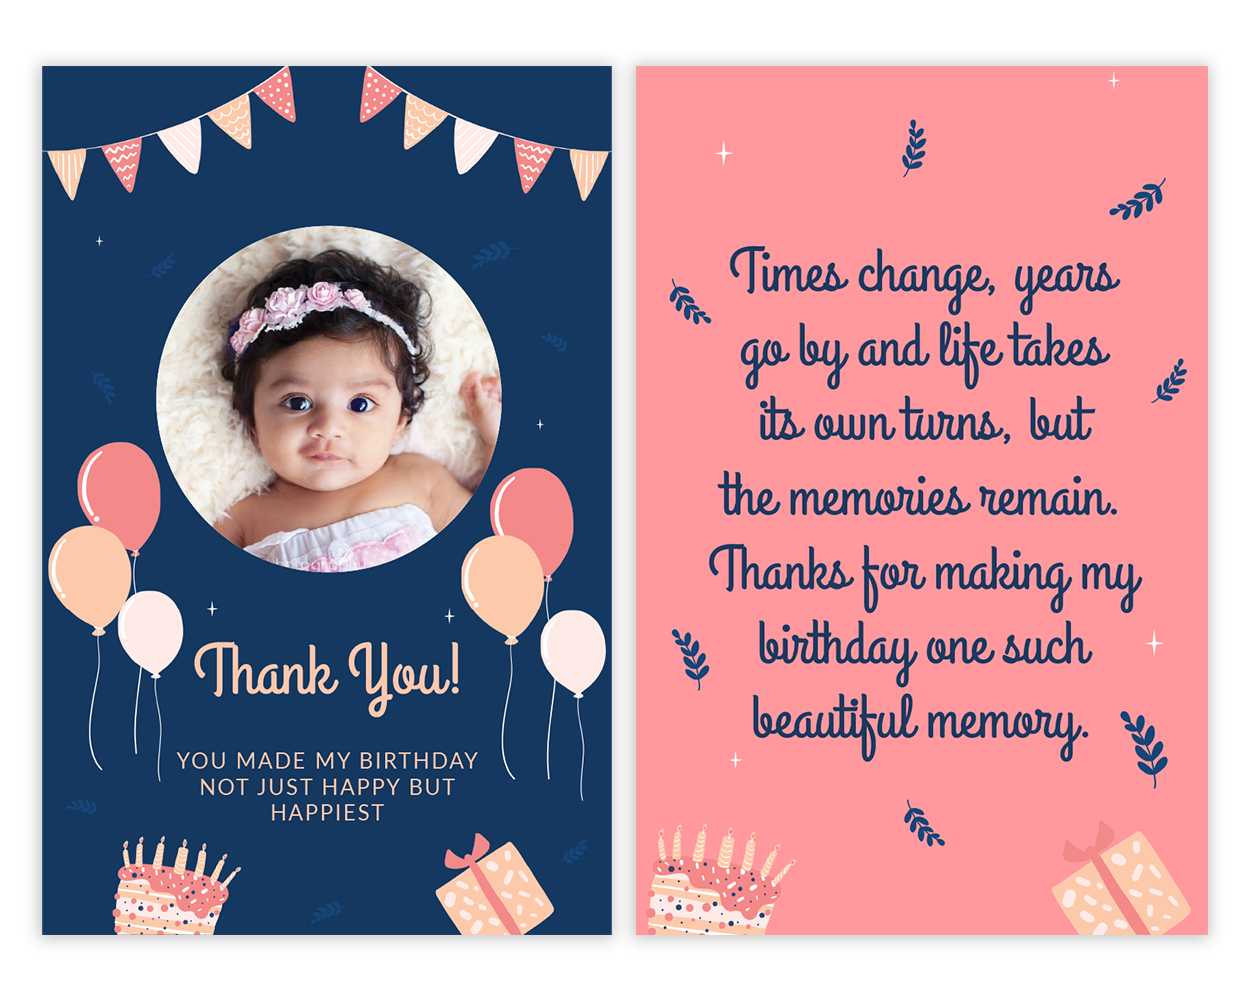 Thank You!
YOU MADE MY BIRTHDAY
NOT JUST HAPPY BUT
HAPPIEST
Times change, years
go by and life takes
its own turns, but
the memories remain.
Thanks for making my
birthday one such
beautiful memory.